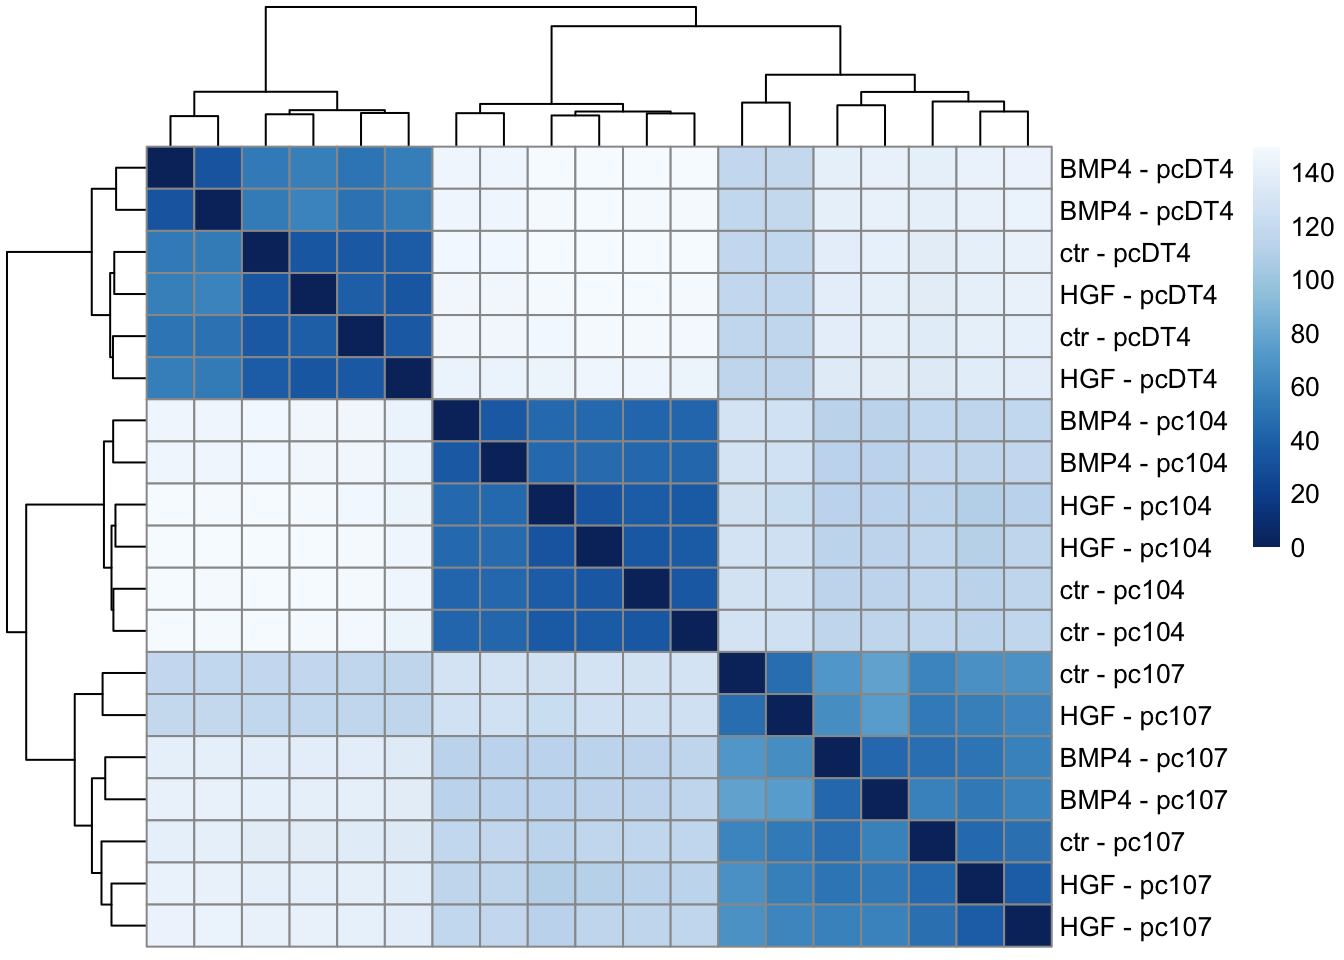 BMP4 - pcDT4
BMP4 - pcDT4
ctr - pcDT4
HGF - pcDT4
ctr - pcDT4
HGF - pcDT4
BMP4 - pc104
BMP4 - pc104
HGF - pc104
HGF - pc104
ctr - pc104
ctr - pc104
ctr - pc107
HGF - pc107
BMP4 - pc107
BMP4 - pc107
ctr - pc107
HGF - pc107
HGF - pc107
140
120
100
80
60
40
20
0